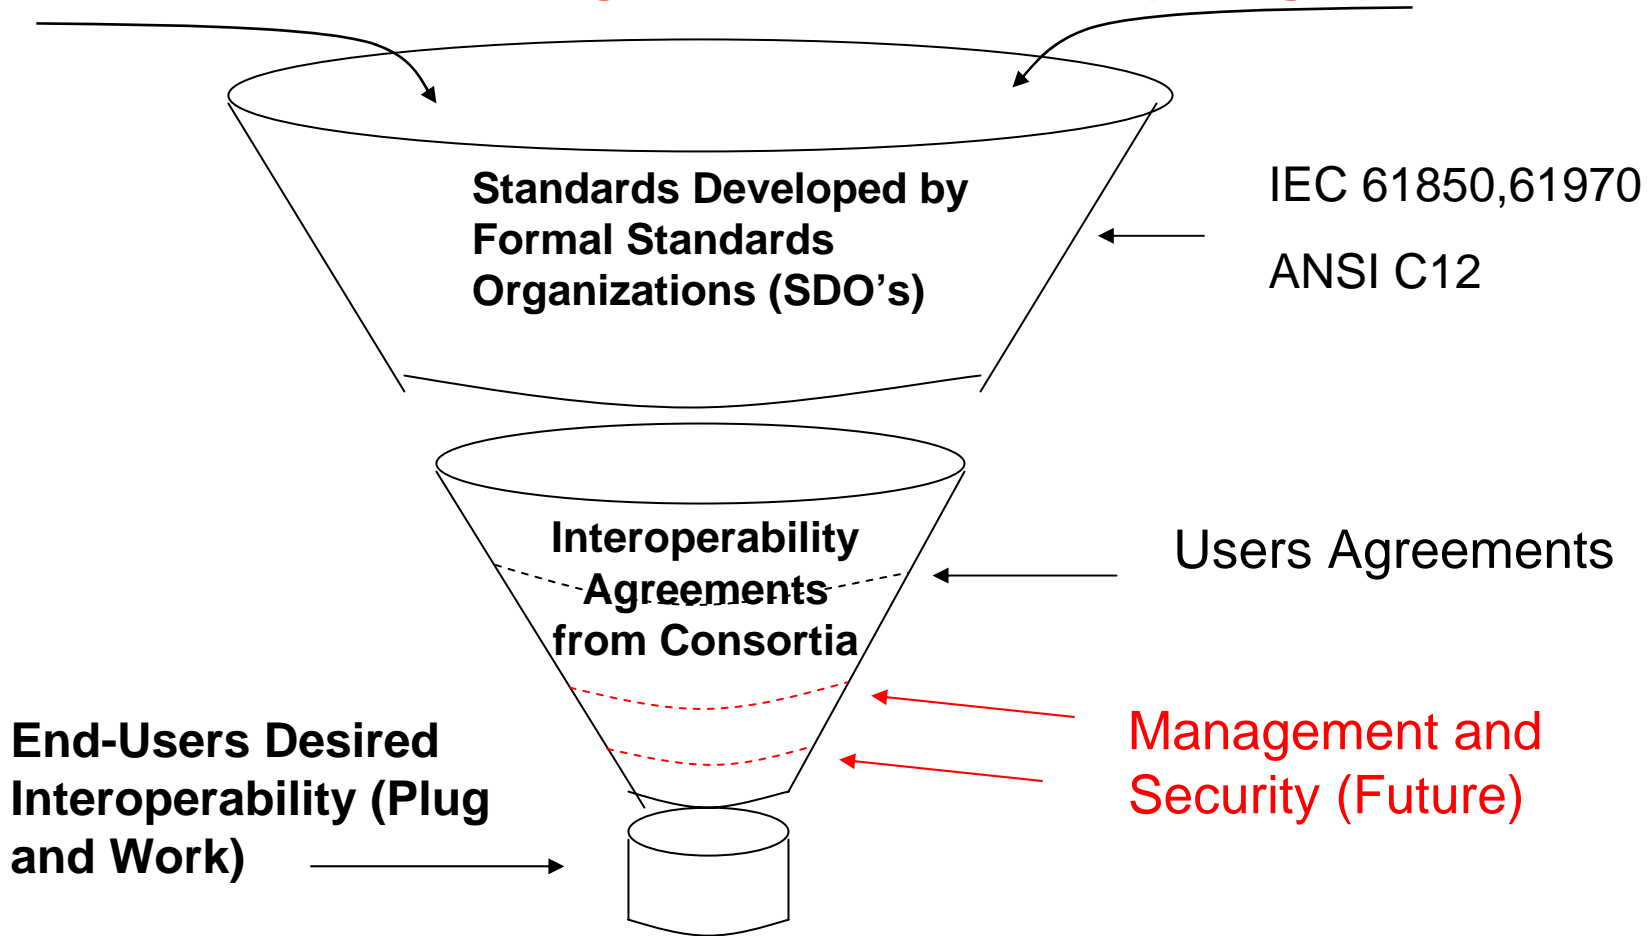 Standards Developed by
Formal Standards
Organizations (SDO’s)
IEC 61850,61970
ANSI C12
Interoperability
Agreements
from Consortia
Users Agreements
Management and
Security (Future)
End-Users Desired
Interoperability (Plug
and Work)